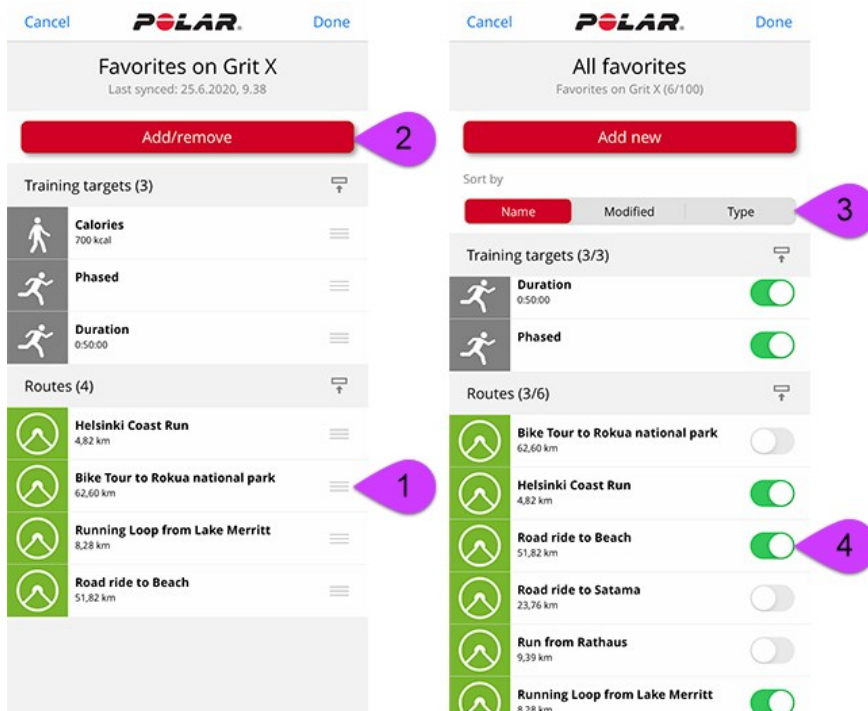 Cancel
POLAR.
Done
Favorites on Grit X
Last synced: 25.6.2020, 9.38
Add/remove
2
Training targets (3)
Calories
700 kcal
Phased
Duration
0:50:00
Routes (4)
Helsinki Coast Run
4,82 km
Bike Tour to Rokua national park
62,60 km
1
Running Loop from Lake Merritt
8,28 km
Road ride to Beach
51,82 km
Cancel
POLAR.
Done
All favorites
Favorites on Grit X (6/100)
Add new
Sort by
Name
Modified
Type
3
Training targets (3/3)
Duration
0:50:00
Phased
Routes (3/6)
Bike Tour to Rokua national park
62,60 km
Helsinki Coast Run
4,82 km
Road ride to Beach
51,82 km
4
Road ride to Satama
23,76 km
Run from Rathaus
9,39 km
Running Loop from Lake Merritt
8,28 km